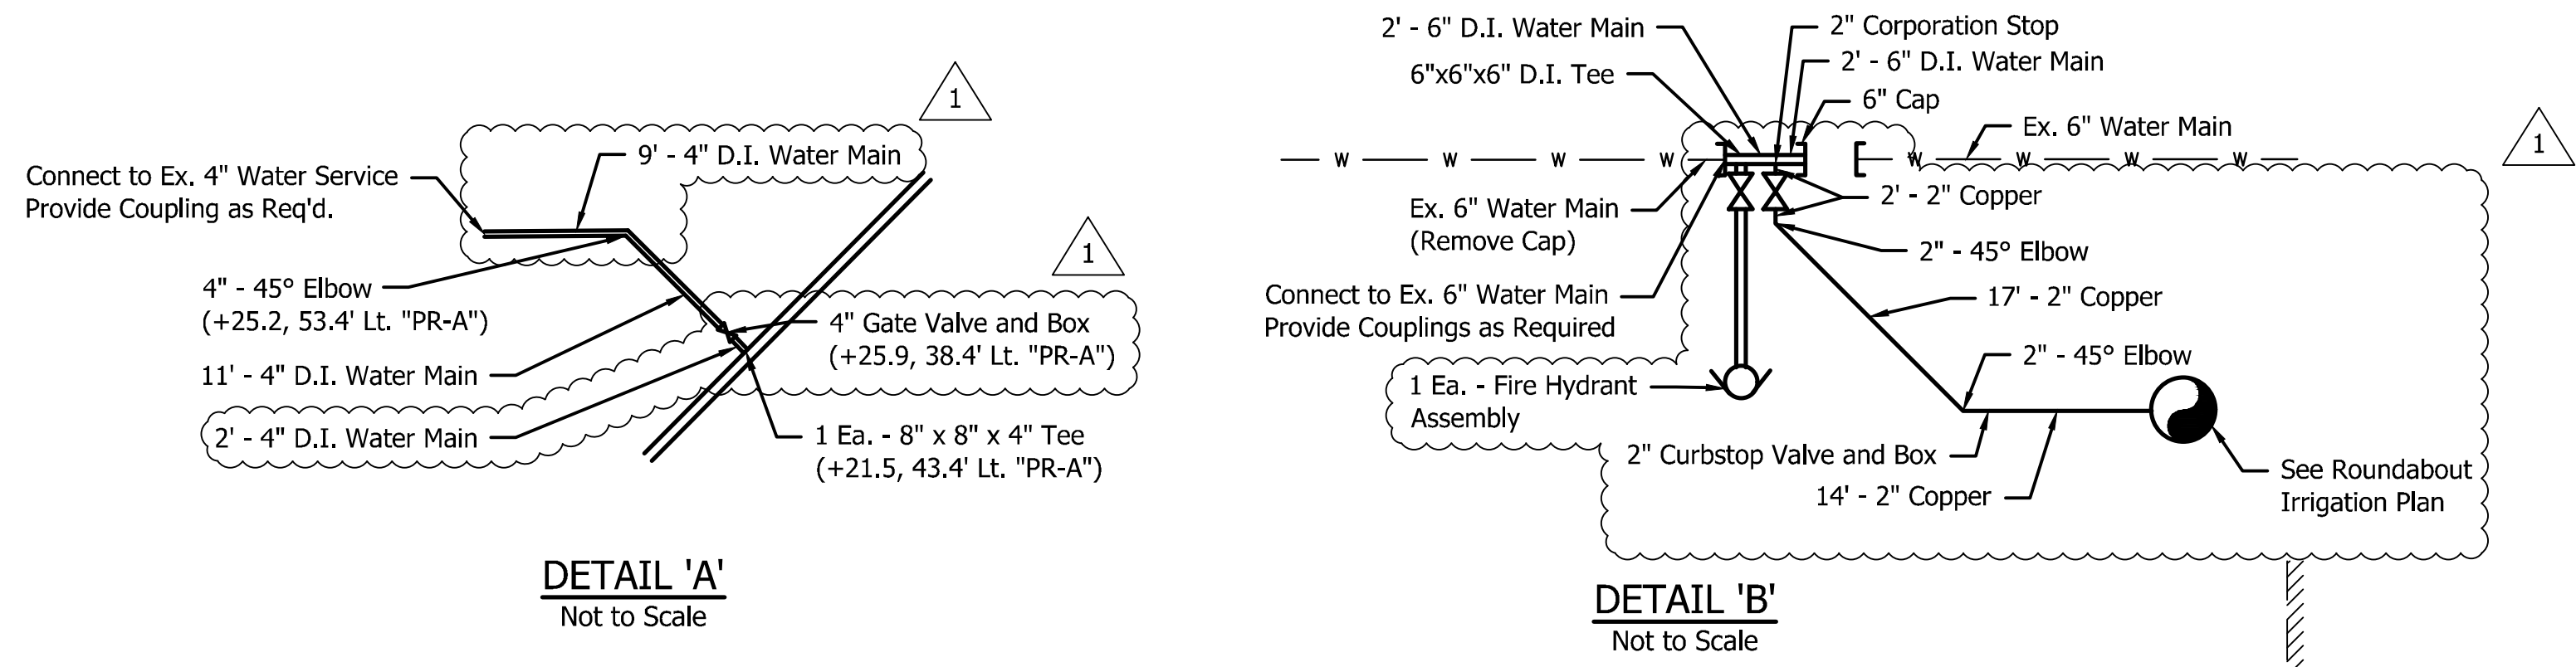 1
9' - 4" D.I. Water Main
Connect to Ex. 4" Water Service
Provide Coupling as Req'd.
1
4" - 45° Elbow
(+25.2, 53.4' Lt. "PR-A")
4" Gate Valve and Box
(+25.9, 38.4' Lt. "PR-A")
11' - 4" D.I. Water Main
2' - 4" D.I. Water Main
1 Ea. - 8" x 8" x 4" Tee
(+21.5, 43.4' Lt. "PR-A")
DETAIL 'A'
Not to Scale
2' - 6" D.I. Water Main
2" Corporation Stop
6"x6"x6" D.I. Tee
2' - 6" D.I. Water Main
6" Cap
Ex. 6" Water Main
1
W W W W W W W W
Ex. 6" Water Main
(Remove Cap)
2' - 2" Copper
2" - 45° Elbow
Connect to Ex. 6" Water Main
Provide Couplings as Required
17' - 2" Copper
2" - 45° Elbow
1 Ea. - Fire Hydrant
Assembly
2" Curbstop Valve and Box
14' - 2" Copper
See Roundabout
Irrigation Plan
DETAIL 'B'
Not to Scale